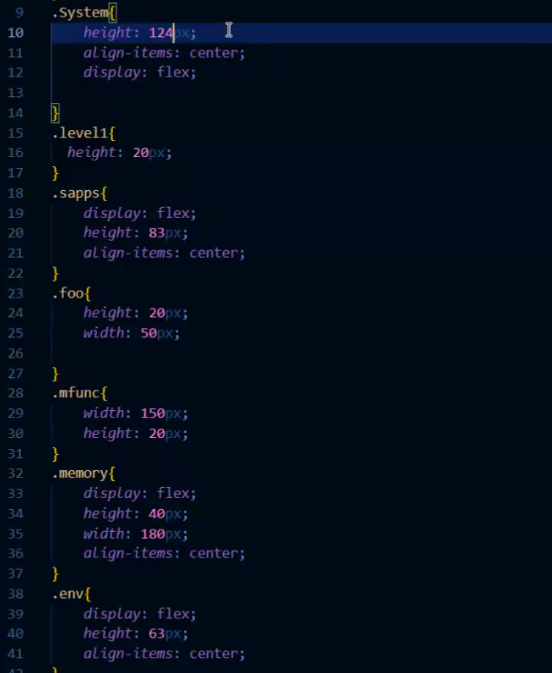 9 .System{
10 height: 124px;
11 align-items: center;
12 display: flex;
13
14 }
15 .level1{
16 height: 20px;
17 }
18 .sapps{
19 display: flex;
20 height: 83px;
21 align-items: center;
22 }
23 .foo{
24 height: 20px;
25 width: 50px;
26
27 }
28 .mfunc{
29 width: 150px;
30 height: 20px;
31 }
32 .memory{
33 display: flex;
34 height: 40px;
35 width: 180px;
36 align-items: center;
37 }
38 .env{
39 display: flex;
40 height: 63px;
41 align-items: center;
42 }